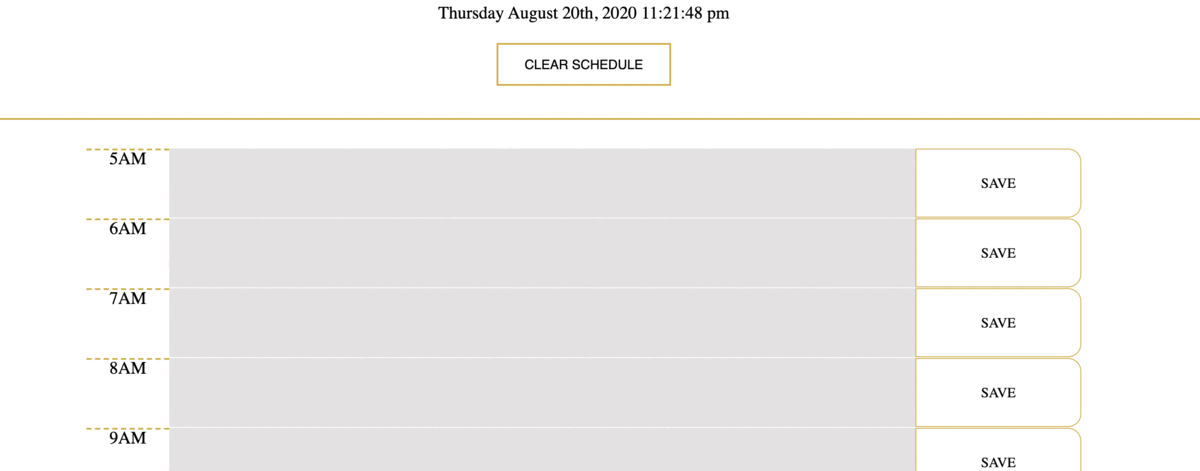 Thursday August 20th, 2020 11:21:48 pm
CLEAR SCHEDULE
5AM
SAVE
6AM
SAVE
7AM
SAVE
8AM
SAVE
9AM
SAVE